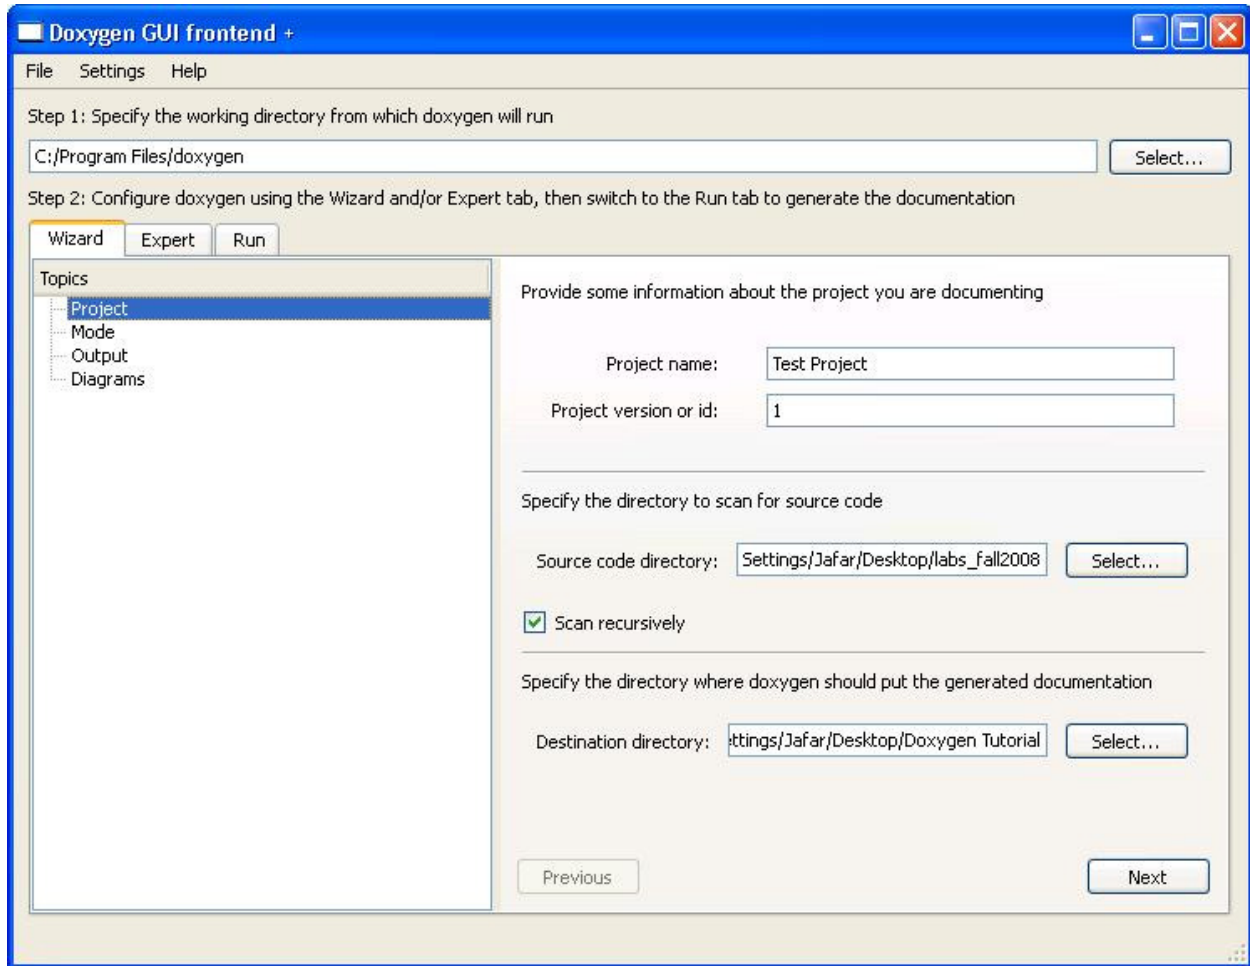 Doxygen GUI frontend +
File Settings Help
Step 1: Specify the working directory from which doxygen will run
C:/Program Files/doxygen
Select...
Step 2: Configure doxygen using the Wizard and/or Expert tab, then switch to the Run tab to generate the documentation
Wizard Expert Run
Topics
Project
Mode
Output
Diagrams
Provide some information about the project you are documenting
Project name: Test Project
Project version or id: 1
Specify the directory to scan for source code
Source code directory: Settings/Jafar/Desktop/labs_fall2008 Select...
Scan recursively
Specify the directory where doxygen should put the generated documentation
Destination directory: ettings/Jafar/Desktop/Doxygen Tutorial Select...
Previous Next